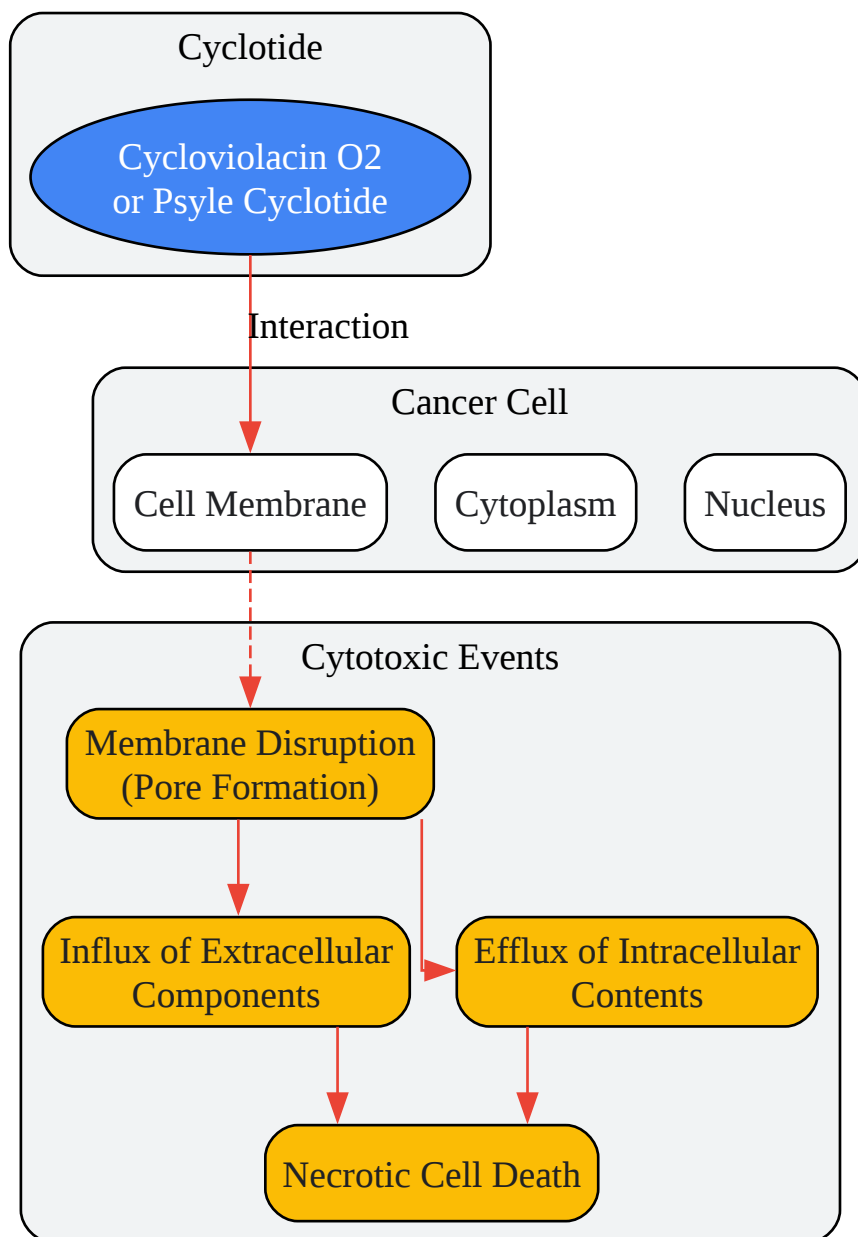 Cyclotide
Cycloviolacin O2
or Psyle Cyclotide
Interaction
Cancer Cell
Cell Membrane
Cytoplasm
Nucleus
Cytotoxic Events
Membrane Disruption
(Pore Formation)
Influx of Extracellular
Components
Efflux of Intracellular
Contents
Necrotic Cell Death